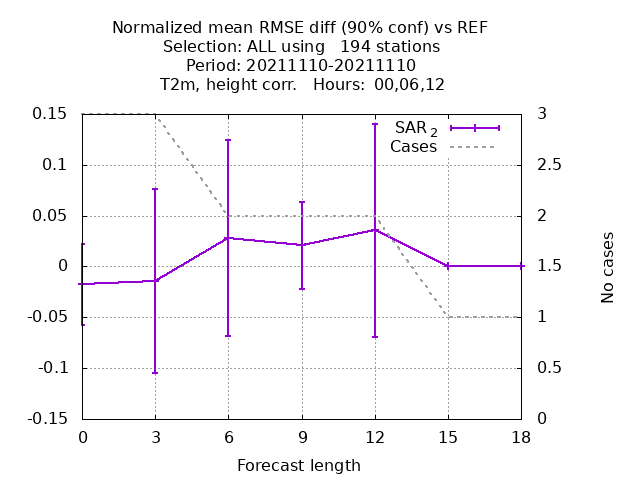 Normalized mean RMSE diff (90% conf) vs REF
Selection: ALL using   194 stations
Period: 20211110-20211110
T2m, height corr.   Hours: 00,06,12
0.15
0.1
0.05
0
-0.05
-0.1
-0.15
SAR 2
Cases
3
2.5
2
1.5
1
0.5
0
No cases
0 3 6 9 12 15 18
Forecast length